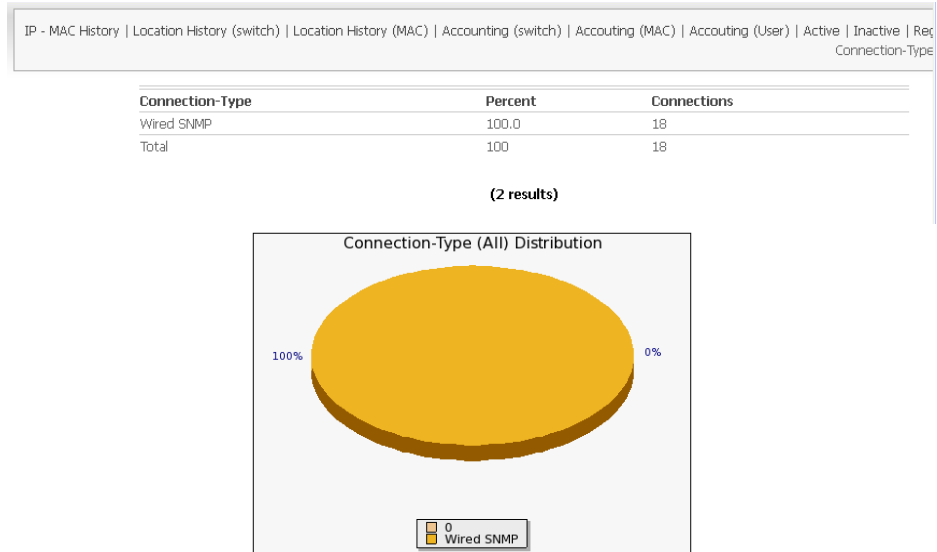 IP - MAC History | Location History (switch) | Location History (MAC) | Accounting (switch) | Accouting (MAC) | Accouting (User) | Active | Inactive | Reg
Connection-Type
Connection-Type Percent Connections
Wired SNMP 100.0 18
Total 100 18
(2 results)
Connection-Type (All) Distribution
100% 0%
0
Wired SNMP